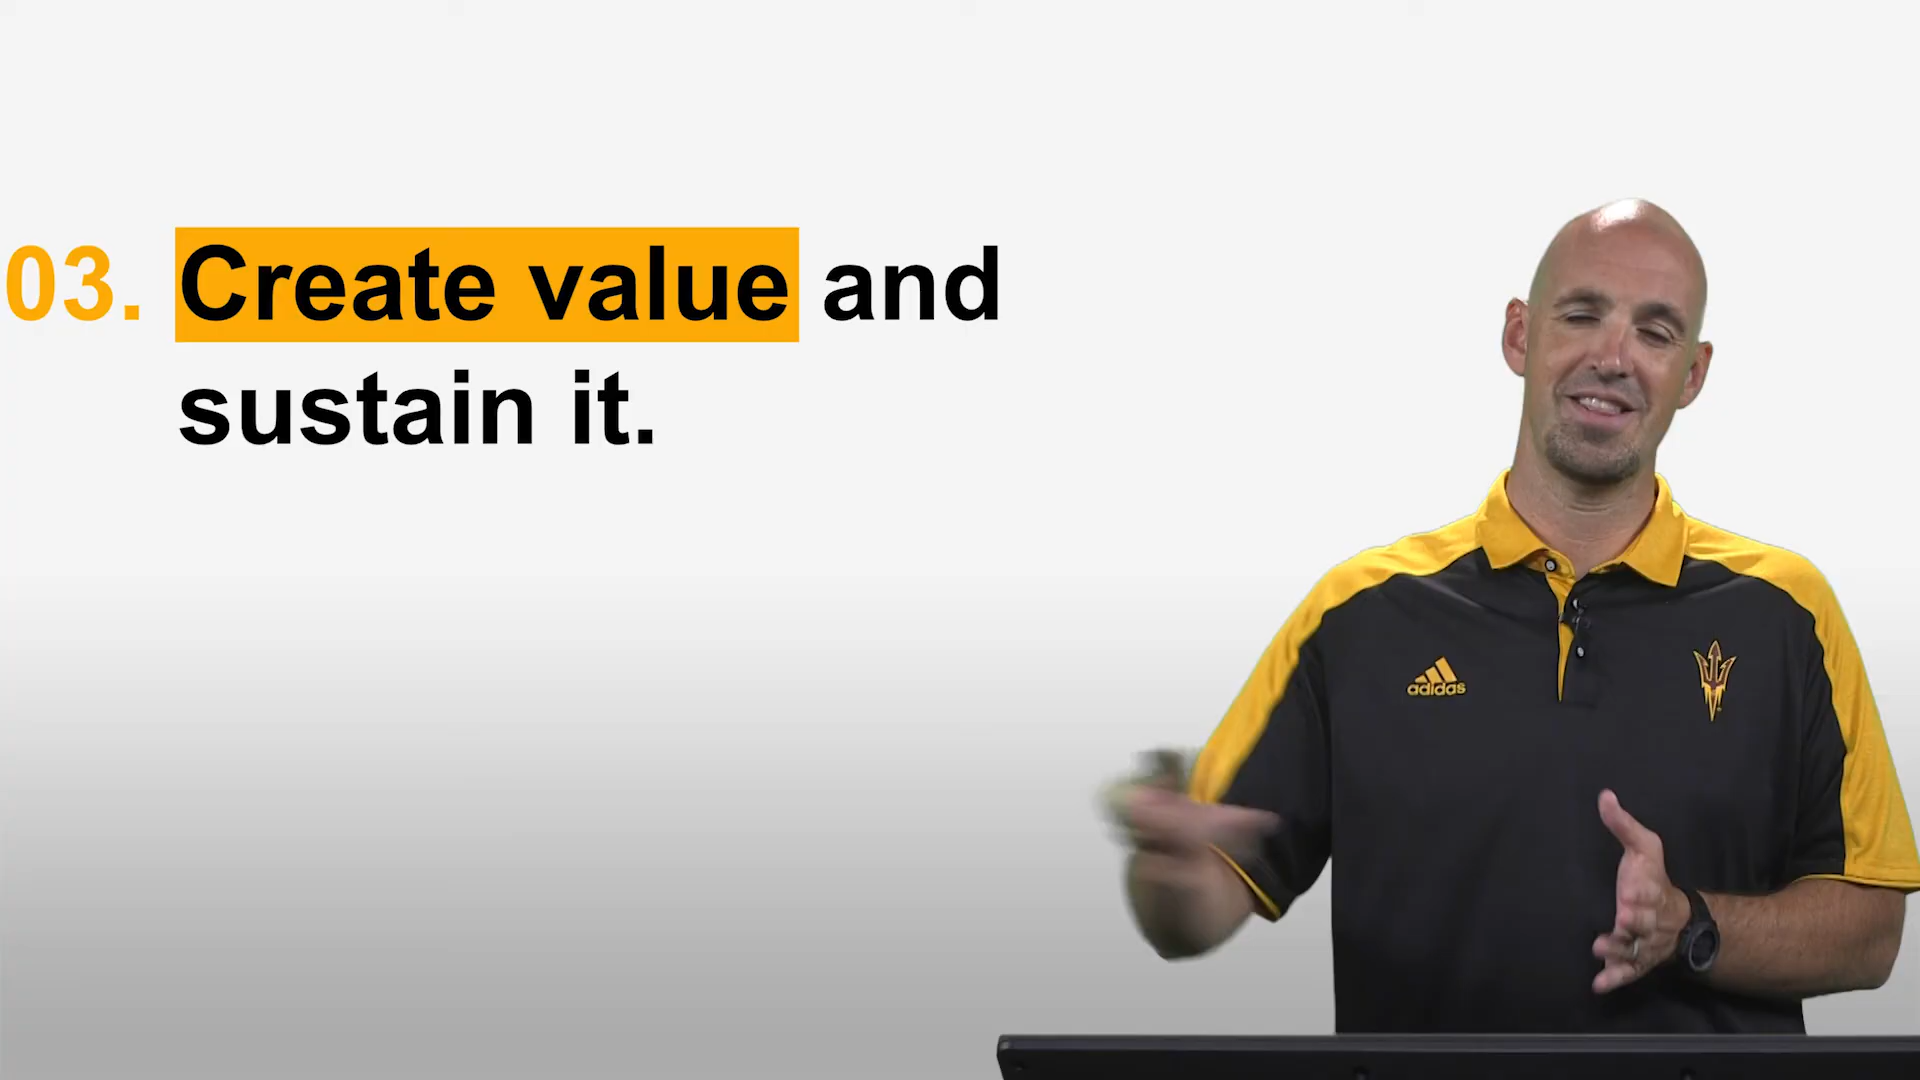 03. Create value and
sustain it.
adidas